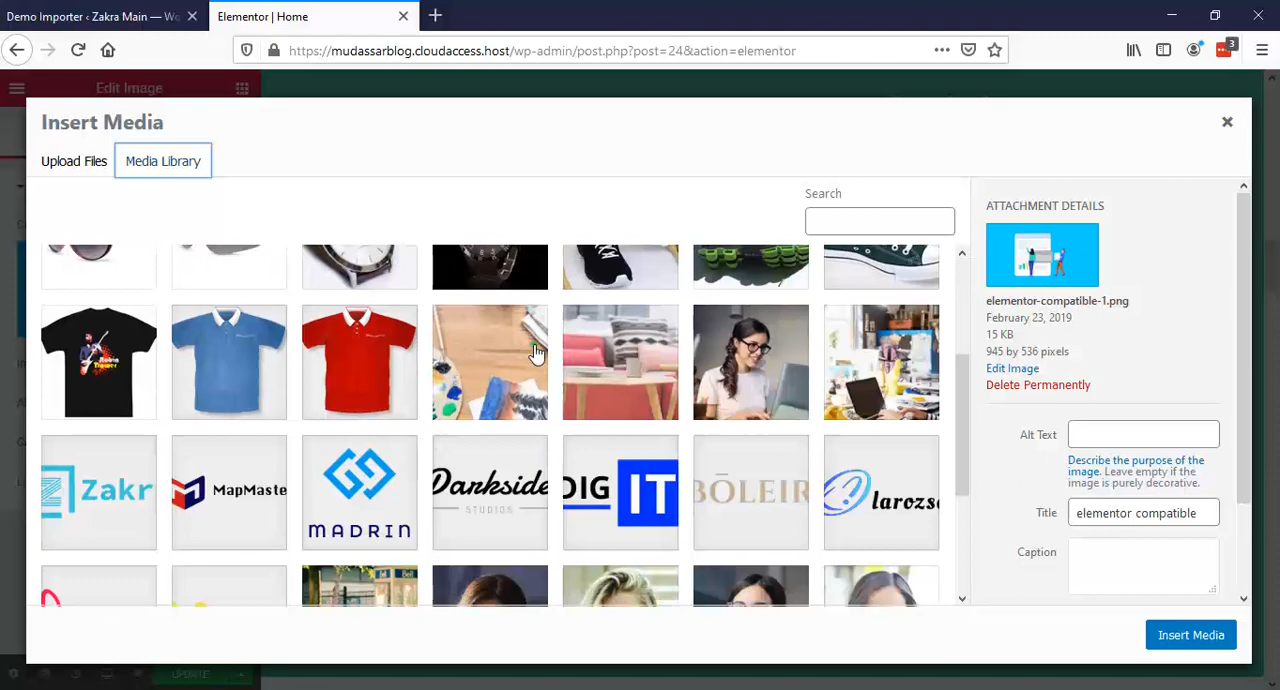 Demo Importer ‹ Zakra Main — Wo
Elementor | Home
https://mudassarblog.cloudaccess.host/wp-admin/post.php?post=24&action=elementor
3
Edit Image
Insert Media
Upload Files
Media Library
Search
ATTACHMENT DETAILS
elementor-compatible-1.png
February 23, 2019
15 KB
945 by 536 pixels
Edit Image
Delete Permanently
Alt Text
Describe the purpose of the
image. Leave empty if the
image is purely decorative.
Title
elementor compatible
Caption
Zakr
MapMaste
MADRIN
Darkside
STUDIOS
DIG IT
BŌLEIR
larozs
Insert Media
UPDATE